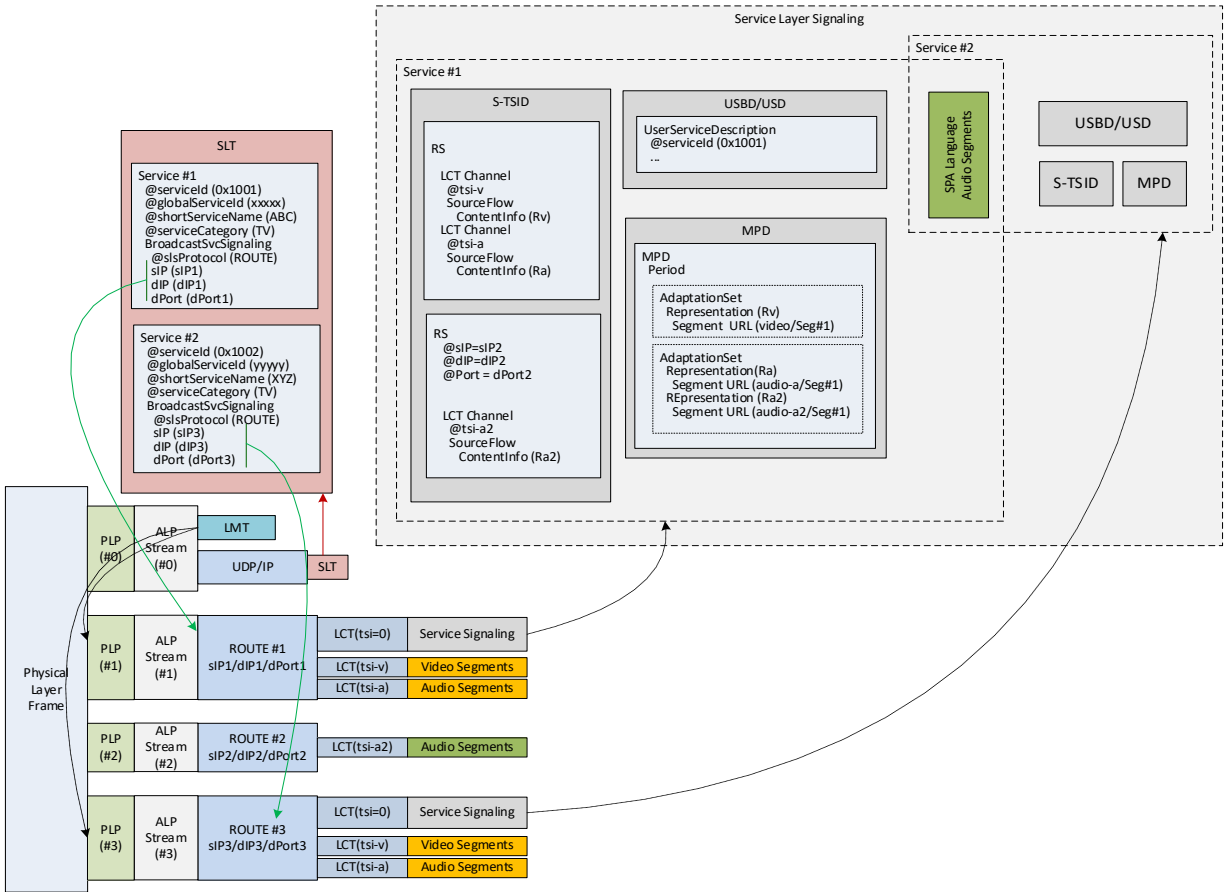 Service Layer Signaling
Service #2
Service #1
S-TSID
RS
LCT Channel
@tsi-v
SourceFlow
ContentInfo (Rv)
LCT Channel
@tsi-a
SourceFlow
ContentInfo (Ra)
RS
@sIP=sIP2
@dIP=dIP2
@Port = dPort2
LCT Channel
@tsi-a2
SourceFlow
ContentInfo (Ra2)
USBD/USD
UserServiceDescription
@serviceId (0x1001)
...
MPD
MPD
Period
AdaptationSet
Representation (Rv)
Segment URL (video/Seg#1)
AdaptationSet
Representation(Ra)
Segment URL (audio-a/Seg#1)
REpresentation (Ra2)
Segment URL (audio-a2/Seg#1)
SPA Language
Audio Segments
USBD/USD
S-TSID
MPD
SLT
Service #1
@serviceId (0x1001)
@globalServiceId (xxxxx)
@shortServiceName (ABC)
@serviceCategory (TV)
BroadcastSvcSignaling
@slsProtocol (ROUTE)
sIP (sIP1)
dIP (dIP1)
dPort (dPort1)
Service #2
@serviceId (0x1002)
@globalServiceId (yyyyy)
@shortServiceName (XYZ)
@serviceCategory (TV)
BroadcastSvcSignaling
@slsProtocol (ROUTE)
sIP (sIP3)
dIP (dIP3)
dPort (dPort3)
Physical
Layer
Frame
PLP
(#0)
ALP
Stream
(#0)
LMT
UDP/IP
SLT
PLP
(#1)
ALP
Stream
(#1)
ROUTE #1
sIP1/dIP1/dPort1
LCT(tsi=0)
Service Signaling
LCT(tsi-v)
Video Segments
LCT(tsi-a)
Audio Segments
PLP
(#2)
ALP
Stream
(#2)
ROUTE #2
sIP2/dIP2/dPort2
LCT(tsi-a2)
Audio Segments
PLP
(#3)
ALP
Stream
(#3)
ROUTE #3
sIP3/dIP3/dPort3
LCT(tsi=0)
Service Signaling
LCT(tsi-v)
Video Segments
LCT(tsi-a)
Audio Segments